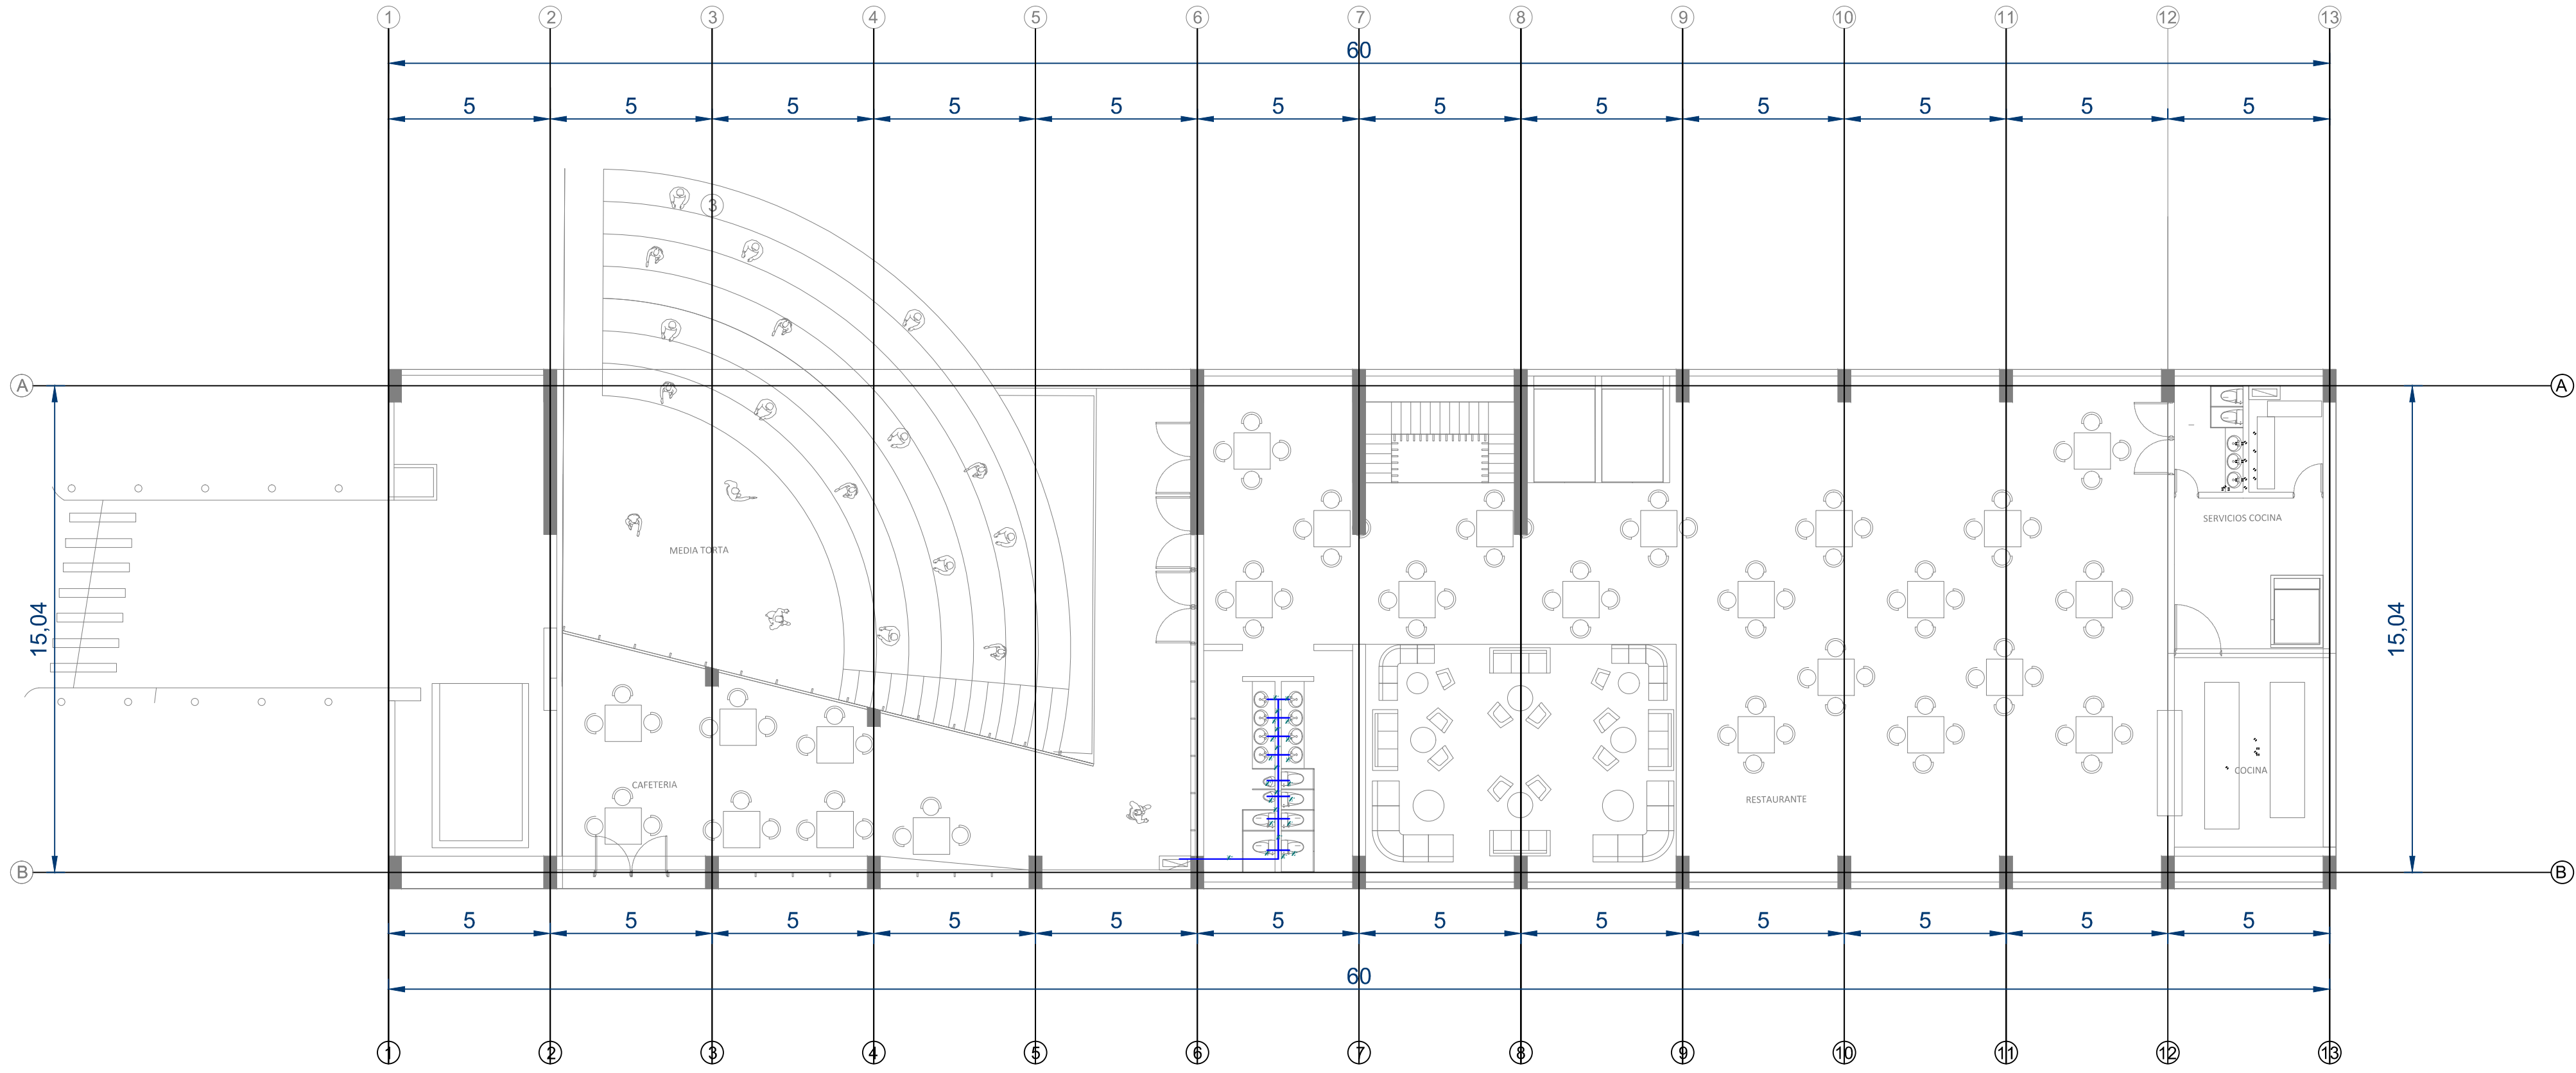 1 2 3 4 5 6 7 8 9 10 11 12 13
60
5 5 5 5 5 5 5 5 5 5 5 5
3
A A
SERVICIOS COCINA
MEDIA TORTA
15,04 15,04
COCINA
CAFETERIA
RESTAURANTE
B B
5 5 5 5 5 5 5 5 5 5 5 5
60
1 2 3 4 5 6 7 8 9 10 11 12 13